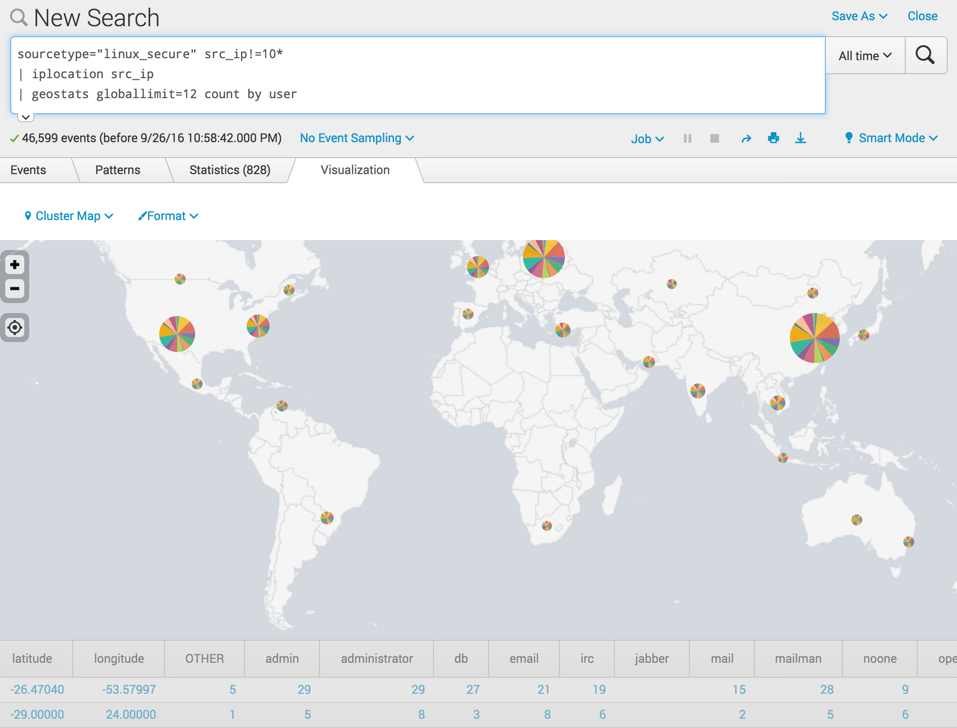 New Search
Save As Close
sourcetype="linux_secure" src_ip!=10*
| iplocation src_ip
| geostats globallimit=12 count by user
All time
46,599 events (before 9/26/16 10:58:42.000 PM) No Event Sampling Job Smart Mode
Events Patterns Statistics (828) Visualization
Cluster Map Format
+
-
latitude longitude OTHER admin administrator db email irc jabber mail mailman noone ope
-26.47040 -53.57997 5 29 29 27 21 19 15 28 9
-29.00000 24.00000 1 5 8 3 8 6 2 5 6